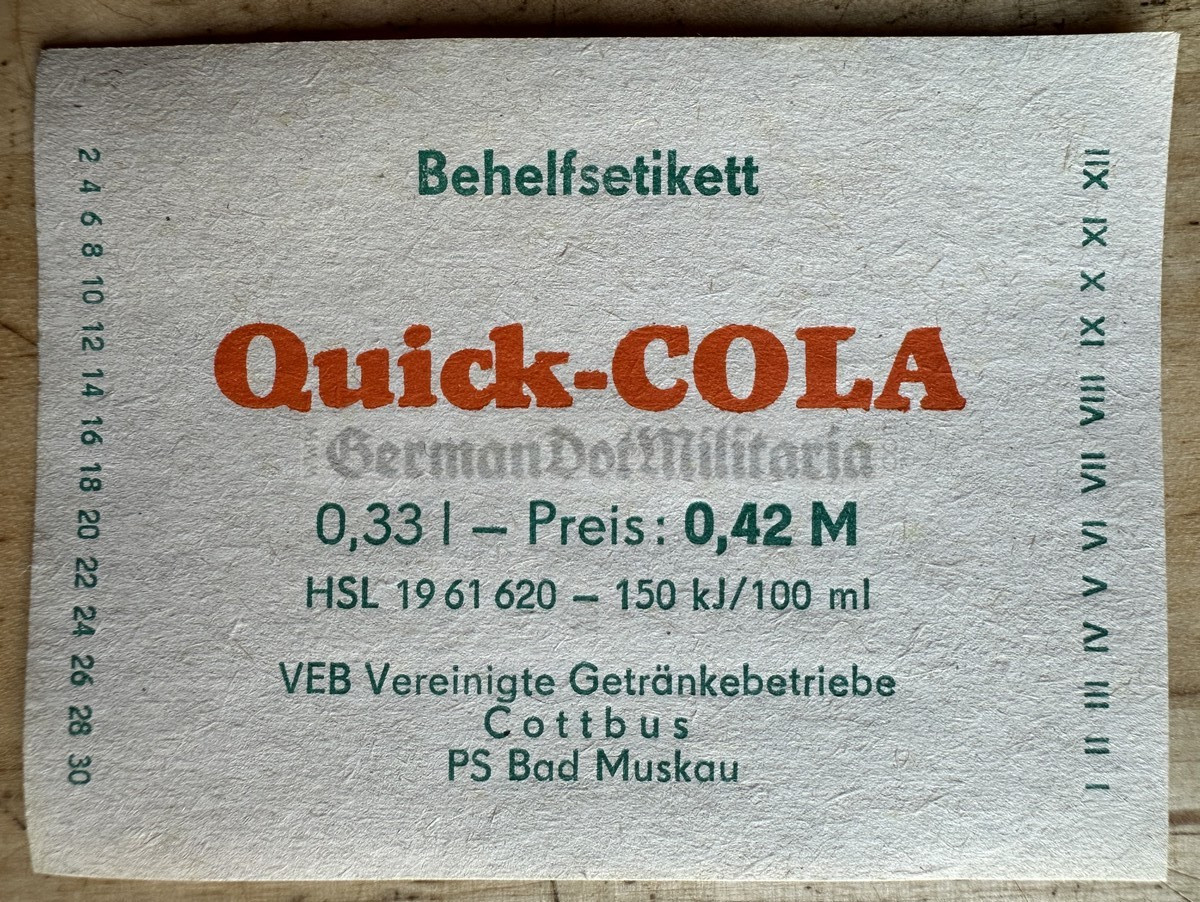 Behelfsetikett
Quick-COLA
GermanDotMilitaria
0,33 l – Preis: 0,42 M
HSL 19 61 620 – 150 kJ/100 ml
VEB Vereinigte Getränkebetriebe
Cottbus
PS Bad Muskau
2 4 6 8 10 12 14 16 18 20 22 24 26 28 30
I II III IV V VI VII VIII IX X XI XII